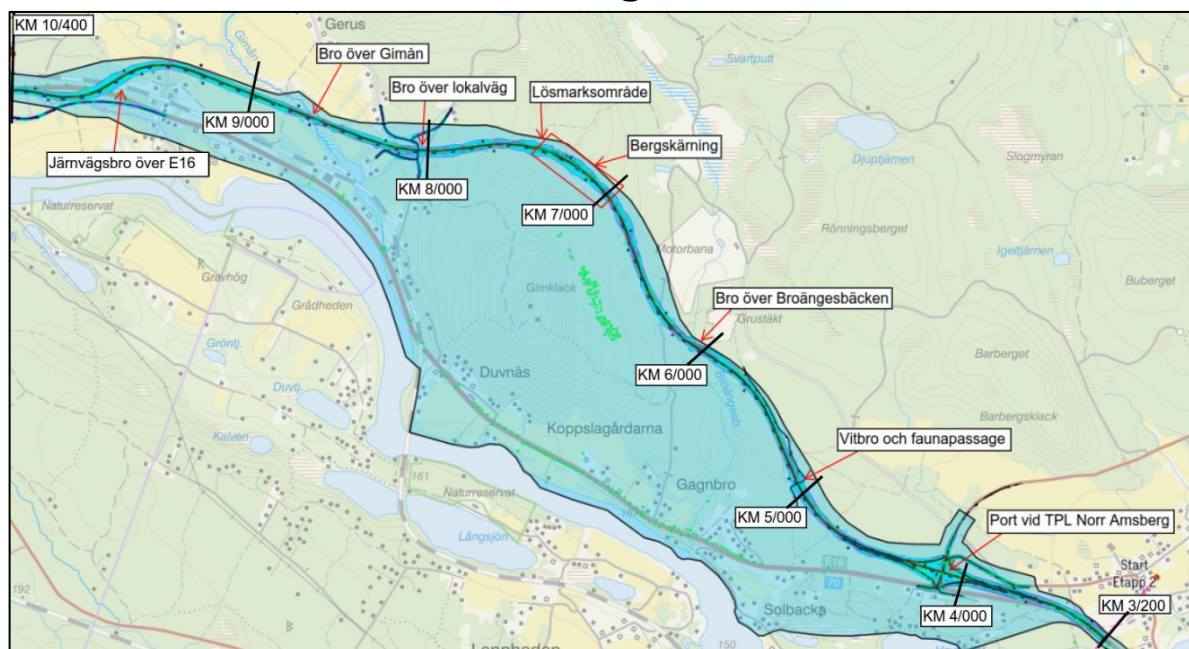 KM 10/400
Gerus
Gimån
Bro över Gimån
Bro över lokalväg
Lösmarksområde
Svartputt
Bergskärning
KM 9/000
Järnvägsbro över E16
KM 8/000
KM 7/000
Djuptjärnen
Slogmyran
Naturreservat
Gravhög
Grådheden
Rönningsberget
Igeltjärnen
Motorbana
Buberget
Gimklack
Bro över Broängesbäcken
Grustäkt
Gröntj.
Barberget
KM 6/000
Duvnäs
Duvtj.
Broängesb.
Barbergsklack
Koppslagårdarna
Kalven
161
Vitbro och faunapassage
Gagnbro
Naturreservat
KM 5/000
Port vid TPL Norr Amsberg
Långsjön
161
E16
70
Start
Etapp 2
192
Solbacka
KM 4/000
KM 3/200
150